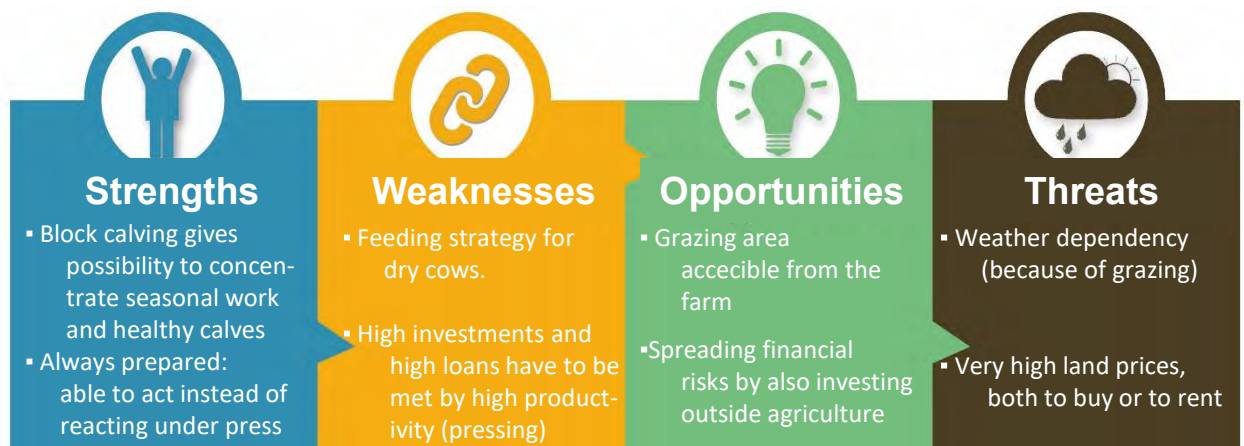 Strengths
▪ Block calving gives
possibility to concen-
trate seasonal work
and healthy calves
▪ Always prepared:
able to act instead of
reacting under press
Weaknesses
▪ Feeding strategy for
dry cows.
▪ High investments and
high loans have to be
met by high product-
ivity (pressing)
Opportunities
▪ Grazing area
accecible from the
farm
▪Spreading financial
risks by also investing
outside agriculture
Threats
▪ Weather dependency
(because of grazing)
▪ Very high land prices,
both to buy or to rent